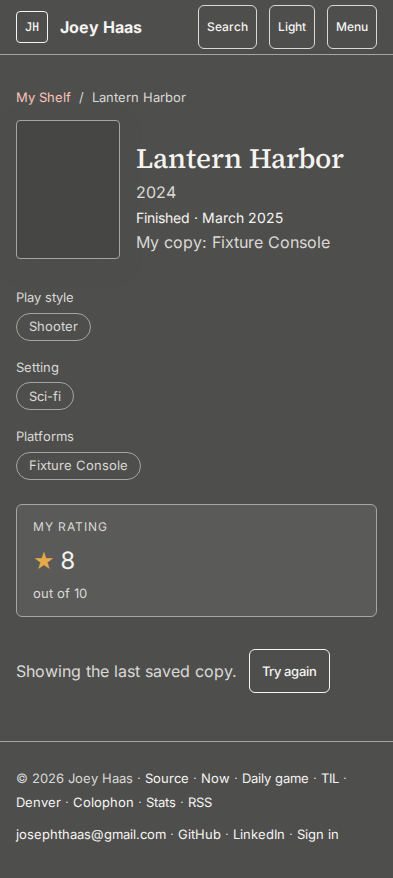 JH Joey Haas Search Light Menu
My Shelf / Lantern Harbor
Lantern Harbor
2024
Finished · March 2025
My copy: Fixture Console
Play style
Shooter
Setting
Sci-fi
Platforms
Fixture Console
MY RATING
★ 8
out of 10
Showing the last saved copy. Try again
© 2026 Joey Haas · Source · Now · Daily game · TIL ·
Denver · Colophon · Stats · RSS
josephthaas@gmail.com · GitHub · LinkedIn · Sign in